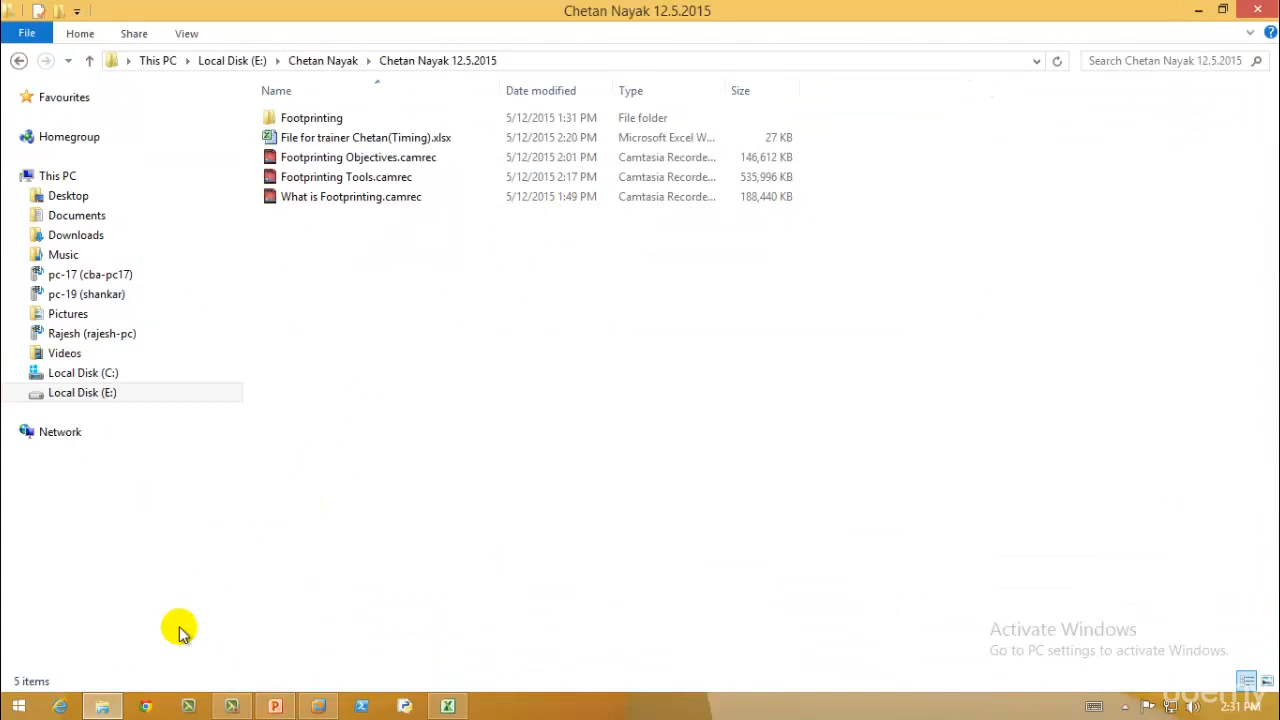 Chetan Nayak 12.5.2015
File Home Share View
This PC Local Disk (E:) Chetan Nayak Chetan Nayak 12.5.2015 Search Chetan Nayak 12.5.2015
Name Date modified Type Size
Favourites
Homegroup
This PC
Desktop
Documents
Downloads
Music
pc-17 (cba-pc17)
pc-19 (shankar)
Pictures
Rajesh (rajesh-pc)
Videos
Local Disk (C:)
Local Disk (E:)
Network
Footprinting 5/12/2015 1:31 PM File folder
File for trainer Chetan(Timing).xlsx 5/12/2015 2:20 PM Microsoft Excel W... 27 KB
Footprinting Objectives.camrec 5/12/2015 2:01 PM Camtasia Recorde... 146,612 KB
Footprinting Tools.camrec 5/12/2015 2:17 PM Camtasia Recorde... 535,996 KB
What is Footprinting.camrec 5/12/2015 1:49 PM Camtasia Recorde... 188,440 KB
Activate Windows
Go to PC settings to activate Windows.
5 items
udemy
2:31 PM